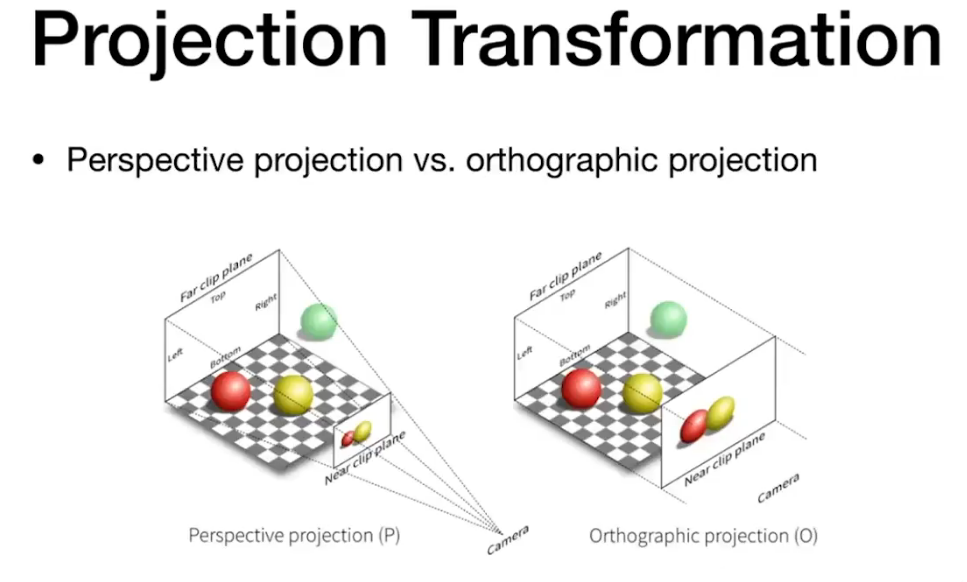 Projection Transformation
• Perspective projection vs. orthographic projection
Far clip plane
Top
Right
Left
Bottom
Near clip plane
Camera
Perspective projection (P)
Far clip plane
Top
Right
Left
Bottom
Near clip plane
Camera
Orthographic projection (O)